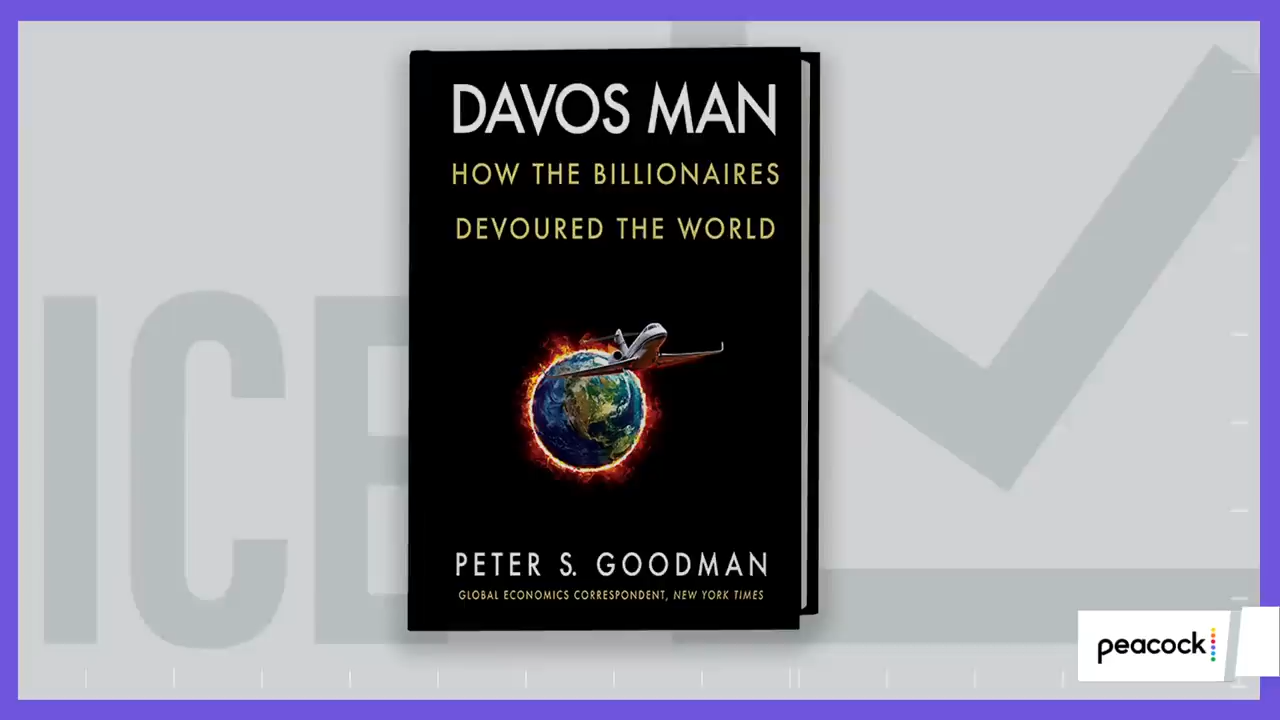 DAVOS MAN
HOW THE BILLIONAIRES
DEVOURED THE WORLD
ICE
PETER S. GOODMAN
GLOBAL ECONOMICS CORRESPONDENT, NEW YORK TIMES
peacock